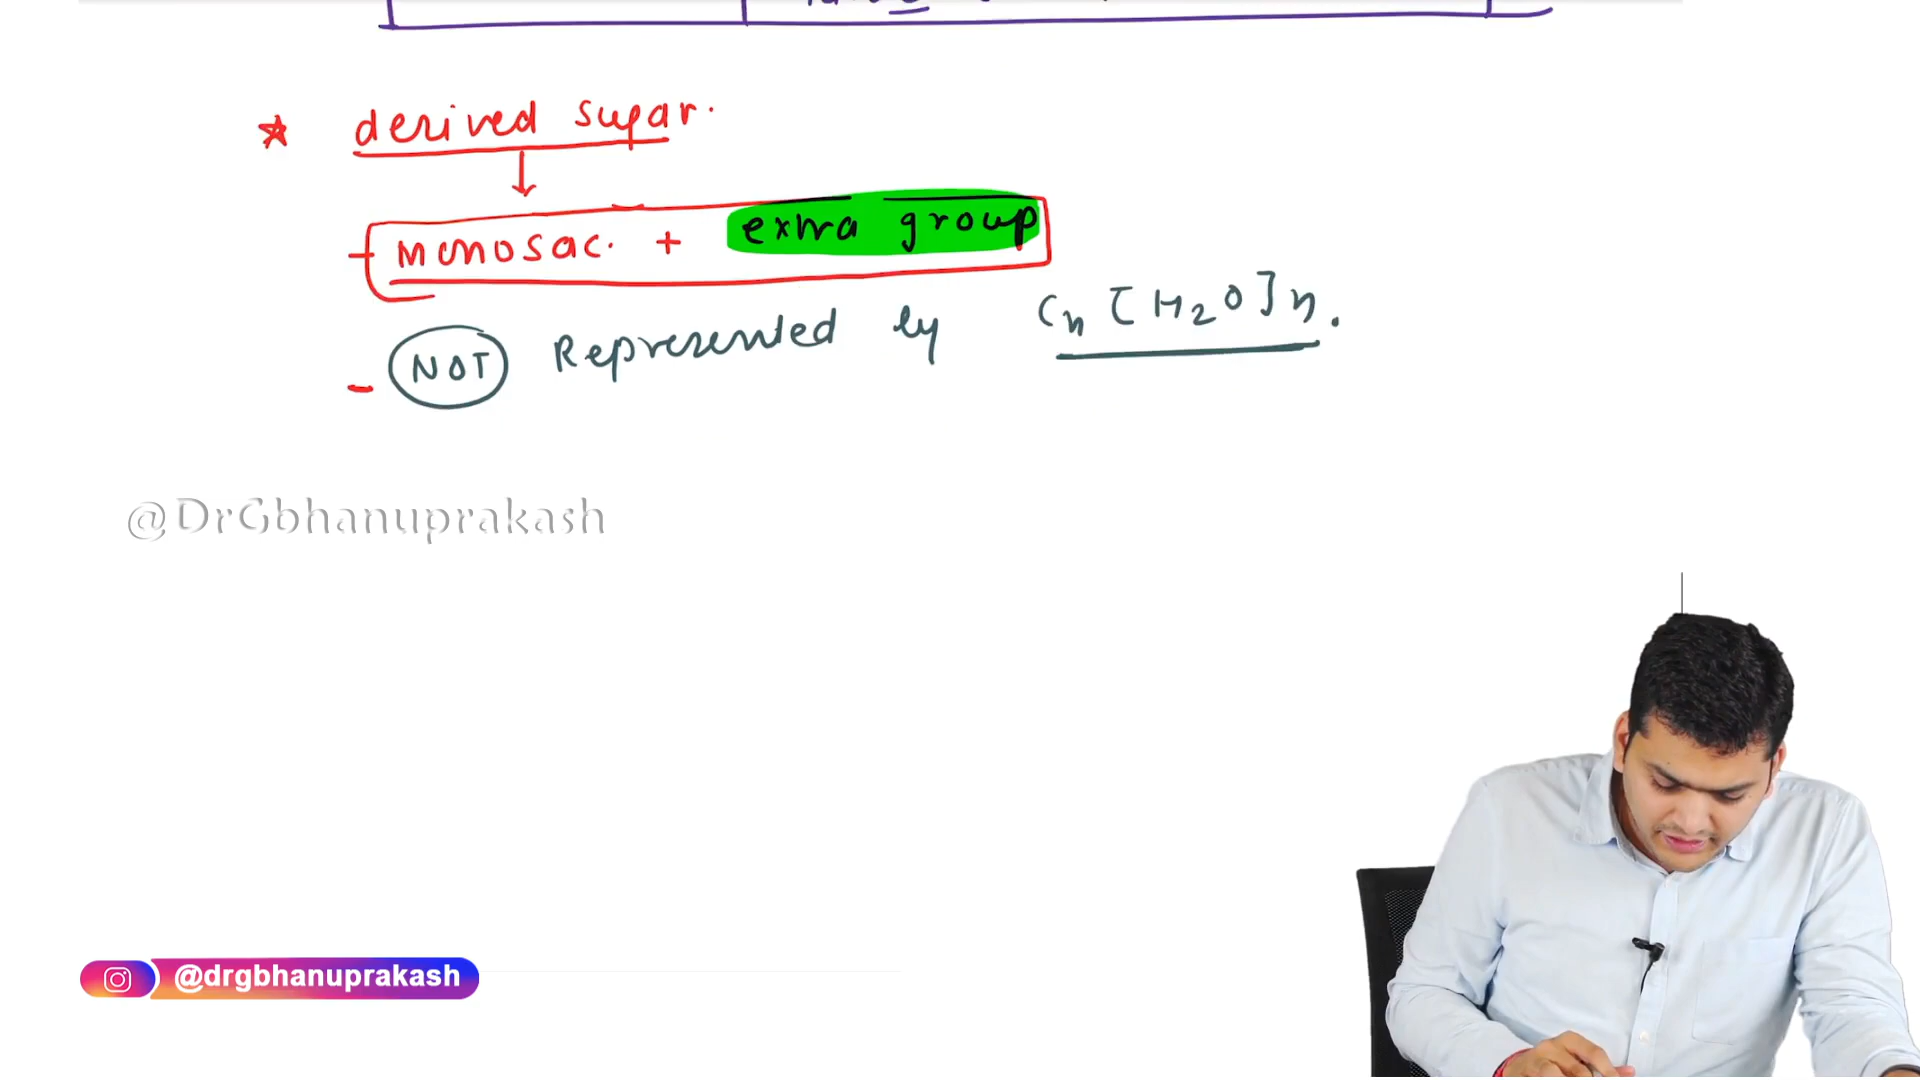 * derived sugar.
↓
- monosac. + extra group
- NOT Represented by Cn [H2O]n.
@DrGbhanuprakash
@drgbhanuprakash